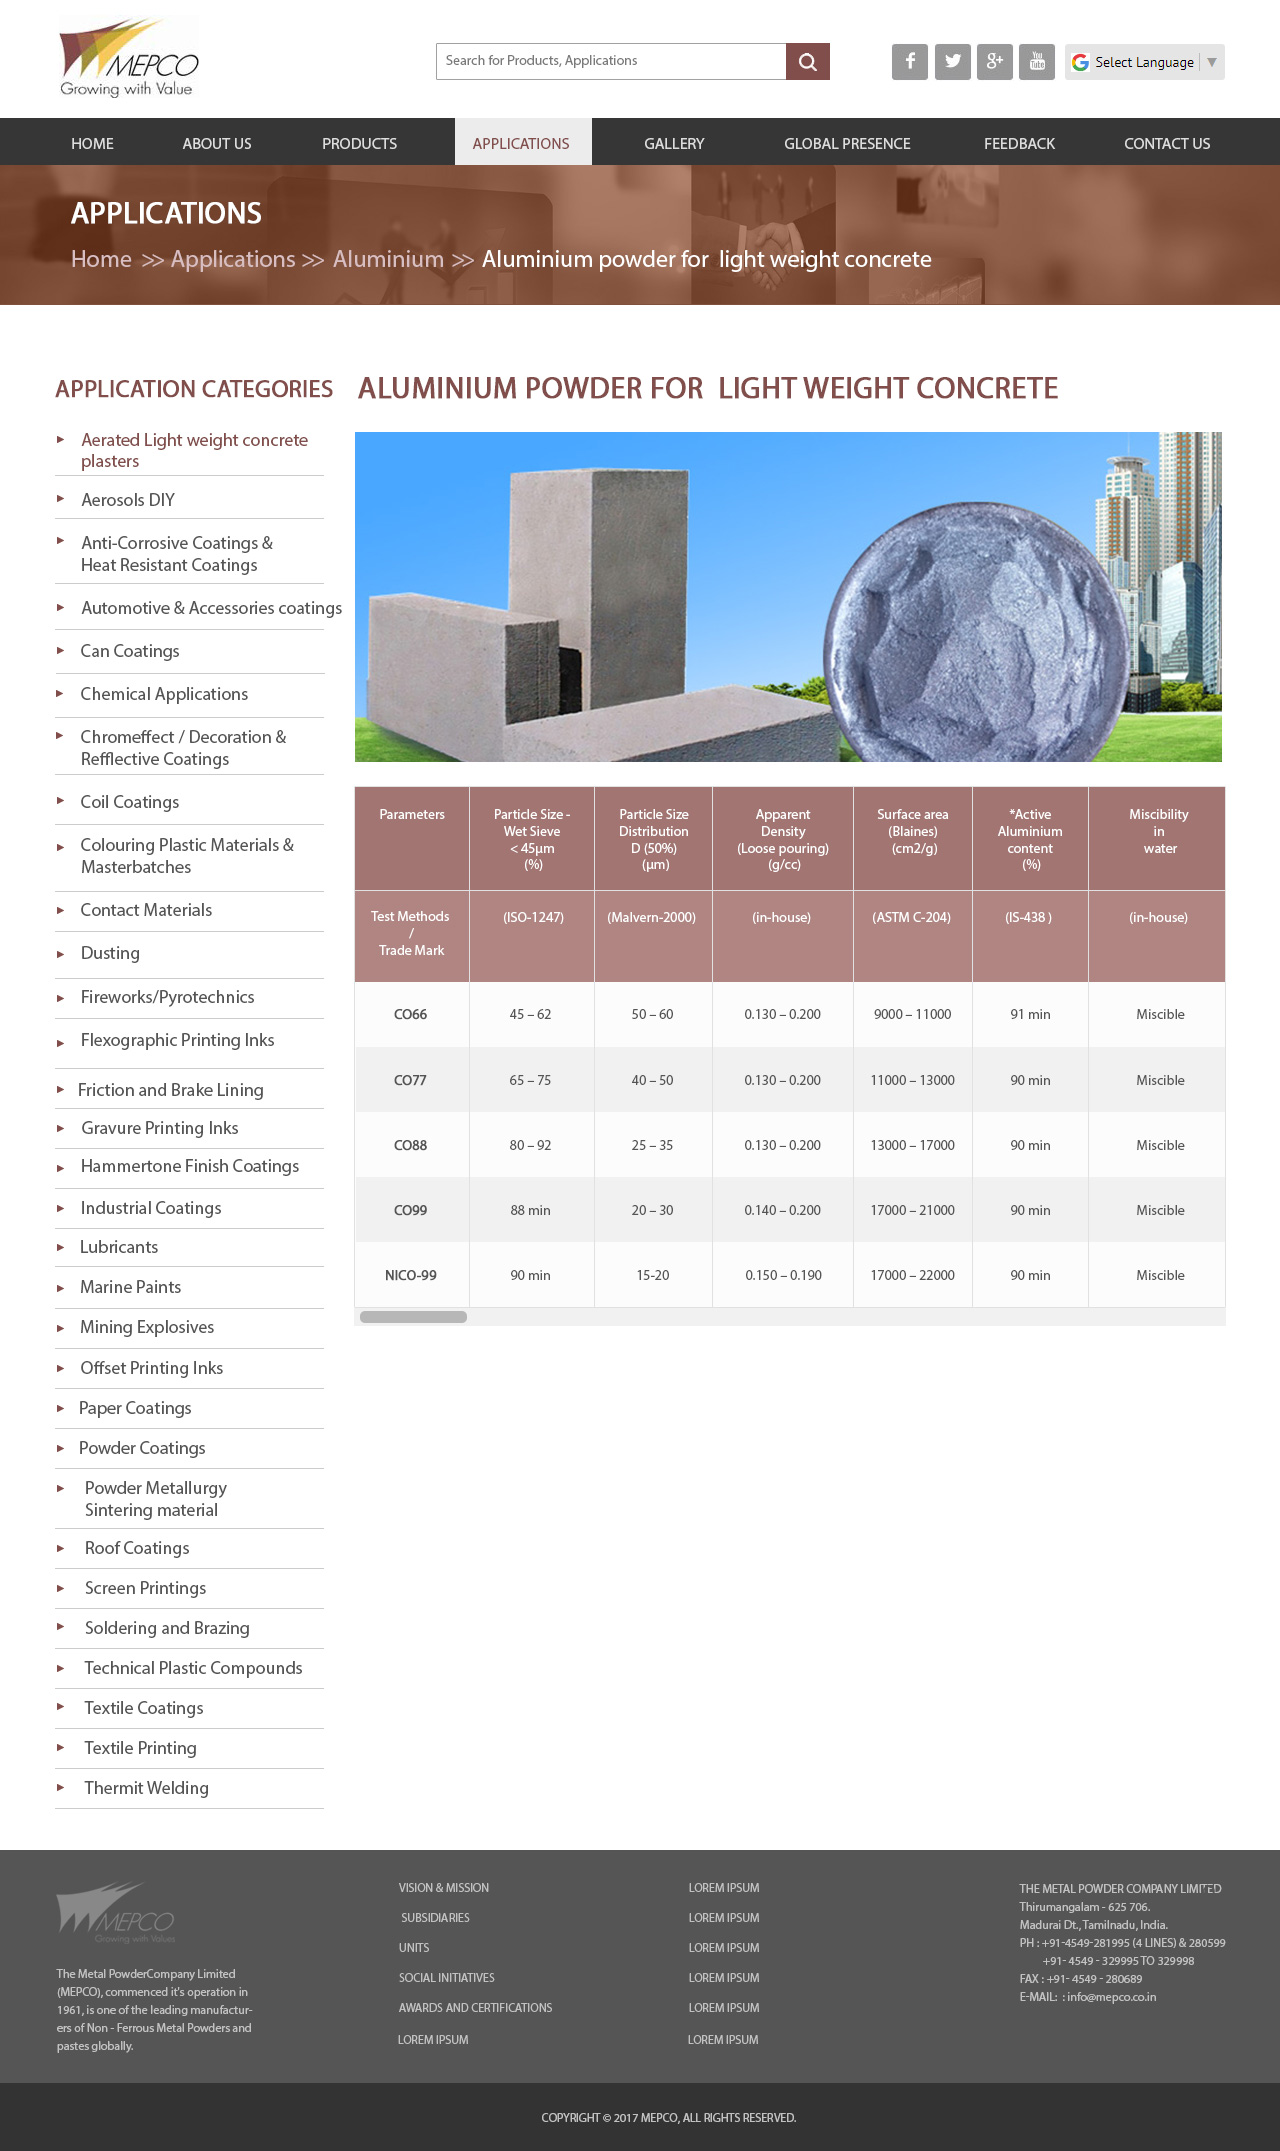 MEPCO
Growing with Value
Search for Products, Applications
Select Language
HOME ABOUT US PRODUCTS APPLICATIONS GALLERY GLOBAL PRESENCE FEEDBACK CONTACT US
APPLICATIONS
Home >> Applications >> Aluminium >> Aluminium powder for light weight concrete
APPLICATION CATEGORIES
Aerated Light weight concrete
plasters
Aerosols DIY
Anti-Corrosive Coatings &
Heat Resistant Coatings
Automotive & Accessories coatings
Can Coatings
Chemical Applications
Chromeffect / Decoration &
Refflective Coatings
Coil Coatings
Colouring Plastic Materials &
Masterbatches
Contact Materials
Dusting
Fireworks/Pyrotechnics
Flexographic Printing Inks
Friction and Brake Lining
Gravure Printing Inks
Hammertone Finish Coatings
Industrial Coatings
Lubricants
Marine Paints
Mining Explosives
Offset Printing Inks
Paper Coatings
Powder Coatings
Powder Metallurgy
Sintering material
Roof Coatings
Screen Printings
Soldering and Brazing
Technical Plastic Compounds
Textile Coatings
Textile Printing
Thermit Welding
ALUMINIUM POWDER FOR LIGHT WEIGHT CONCRETE
Parameters Particle Size - Particle Size Apparent Surface area *Active Miscibility
Wet Sieve Distribution Density (Blaines) Aluminium in
< 45µm D (50%) (Loose pouring) (cm2/g) content water
(%) (µm) (g/cc) (%)
Test Methods (ISO-1247) (Malvern-2000) (in-house) (ASTM C-204) (IS-438 ) (in-house)
/
Trade Mark
CO66 45 – 62 50 – 60 0.130 – 0.200 9000 – 11000 91 min Miscible
CO77 65 – 75 40 – 50 0.130 – 0.200 11000 – 13000 90 min Miscible
CO88 80 – 92 25 – 35 0.130 – 0.200 13000 – 17000 90 min Miscible
CO99 88 min 20 – 30 0.140 – 0.200 17000 – 21000 90 min Miscible
NICO-99 90 min 15-20 0.150 – 0.190 17000 – 22000 90 min Miscible
MEPCO
Growing with Values
The Metal PowderCompany Limited
(MEPCO), commenced it's operation in
1961, is one of the leading manufactur-
ers of Non - Ferrous Metal Powders and
pastes globally.
VISION & MISSION
SUBSIDIARIES
UNITS
SOCIAL INITIATIVES
AWARDS AND CERTIFICATIONS
LOREM IPSUM
LOREM IPSUM
LOREM IPSUM
LOREM IPSUM
LOREM IPSUM
LOREM IPSUM
LOREM IPSUM
THE METAL POWDER COMPANY LIMITED
Thirumangalam - 625 706.
Madurai Dt., Tamilnadu, India.
PH : +91-4549-281995 (4 LINES) & 280599
+91- 4549 - 329995 TO 329998
FAX : +91- 4549 - 280689
E-MAIL: : info@mepco.co.in
COPYRIGHT © 2017 MEPCO, ALL RIGHTS RESERVED.